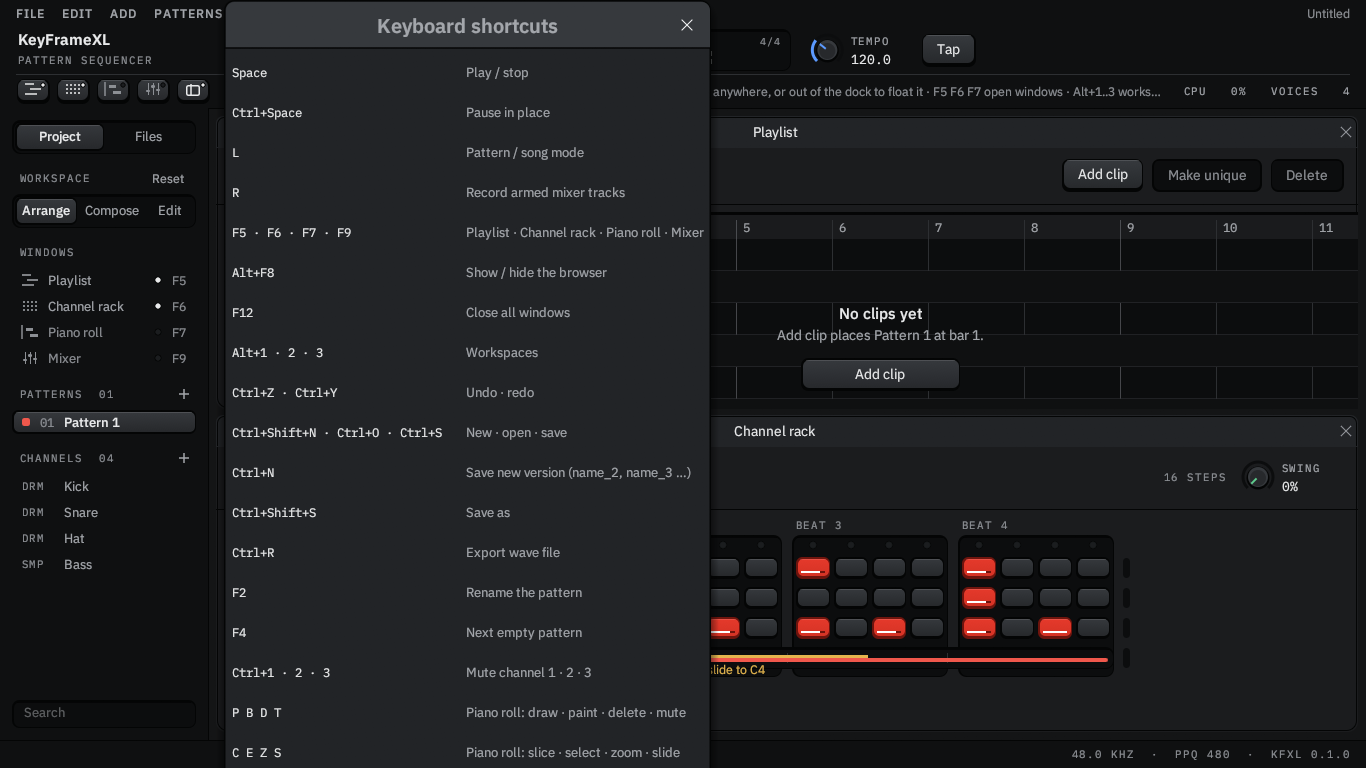 FILE EDIT ADD PATTERNS
Untitled
KeyFrameXL
PATTERN SEQUENCER
4/4
TEMPO
120.0
Tap
anywhere, or out of the dock to float it · F5 F6 F7 open windows · Alt+1..3 works...
CPU 0% VOICES 4
Project Files
WORKSPACE Reset
Arrange Compose Edit
WINDOWS
Playlist F5
Channel rack F6
Piano roll F7
Mixer F9
PATTERNS 01 +
01 Pattern 1
CHANNELS 04 +
DRM Kick
DRM Snare
DRM Hat
SMP Bass
Search
Keyboard shortcuts
Space Play / stop
Ctrl+Space Pause in place
L Pattern / song mode
R Record armed mixer tracks
F5 · F6 · F7 · F9 Playlist · Channel rack · Piano roll · Mixer
Alt+F8 Show / hide the browser
F12 Close all windows
Alt+1 · 2 · 3 Workspaces
Ctrl+Z · Ctrl+Y Undo · redo
Ctrl+Shift+N · Ctrl+O · Ctrl+S New · open · save
Ctrl+N Save new version (name_2, name_3 ...)
Ctrl+Shift+S Save as
Ctrl+R Export wave file
F2 Rename the pattern
F4 Next empty pattern
Ctrl+1 · 2 · 3 Mute channel 1 · 2 · 3
P B D T Piano roll: draw · paint · delete · mute
C E Z S Piano roll: slice · select · zoom · slide
Playlist
Add clip Make unique Delete
5 6 7 8 9 10 11
No clips yet
Add clip places Pattern 1 at bar 1.
Add clip
Channel rack
16 STEPS
SWING
0%
BEAT 3 BEAT 4
slide to C4
48.0 KHZ · PPQ 480 · KFXL 0.1.0